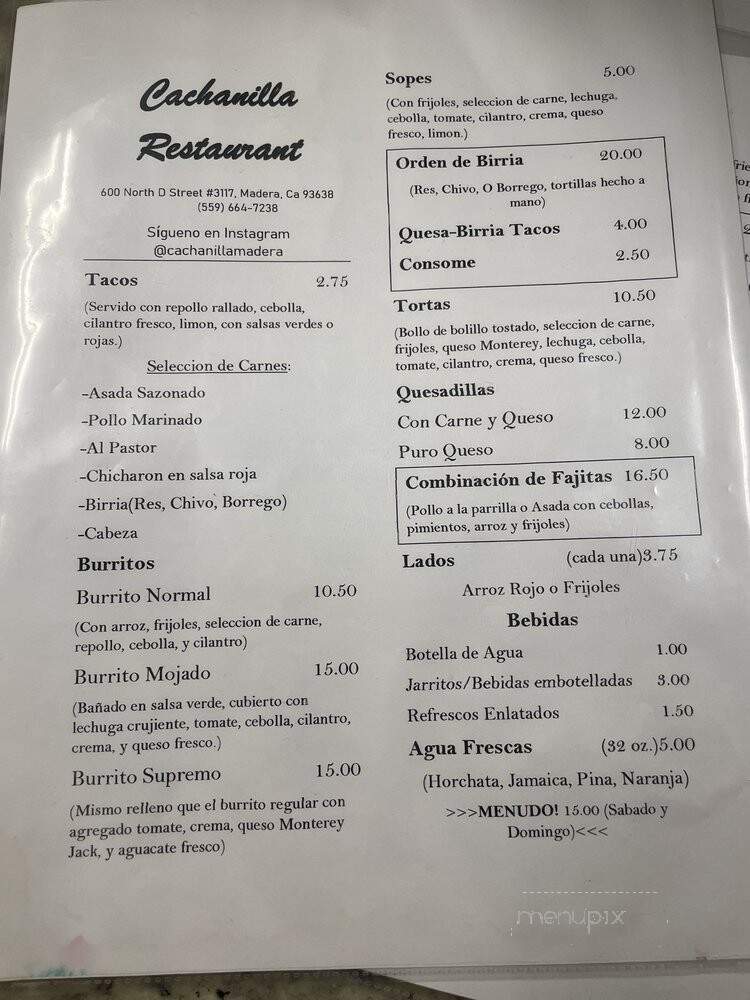 Cachanilla
Restaurant
600 North D Street #3117, Madera, Ca 93638
(559) 664-7238
Sígueno en Instagram
@cachanillamadera
Tacos 2.75
(Servido con repollo rallado, cebolla,
cilantro fresco, limon, con salsas verdes o
rojas.)
Seleccion de Carnes:
-Asada Sazonado
-Pollo Marinado
-Al Pastor
-Chicharon en salsa roja
-Birria(Res, Chivo, Borrego)
-Cabeza
Burritos
Burrito Normal 10.50
(Con arroz, frijoles, seleccion de carne,
repollo, cebolla, y cilantro)
Burrito Mojado 15.00
(Bañado en salsa verde, cubierto con
lechuga crujiente, tomate, cebolla, cilantro,
crema, y queso fresco.)
Burrito Supremo 15.00
(Mismo relleno que el burrito regular con
agregado tomate, crema, queso Monterey
Jack, y aguacate fresco)
Sopes 5.00
(Con frijoles, seleccion de carne, lechuga,
cebolla, tomate, cilantro, crema, queso
fresco, limon.)
Orden de Birria 20.00
(Res, Chivo, O Borrego, tortillas hecho a
mano)
Quesa-Birria Tacos 4.00
Consome 2.50
Tortas 10.50
(Bollo de bolillo tostado, seleccion de carne,
frijoles, queso Monterey, lechuga, cebolla,
tomate, cilantro, crema, queso fresco.)
Quesadillas
Con Carne y Queso 12.00
Puro Queso 8.00
Combinación de Fajitas 16.50
(Pollo a la parrilla o Asada con cebollas,
pimientos, arroz y frijoles)
Lados (cada una)3.75
Arroz Rojo o Frijoles
Bebidas
Botella de Agua 1.00
Jarritos/Bebidas embotelladas 3.00
Refrescos Enlatados 1.50
Agua Frescas (32 oz.)5.00
(Horchata, Jamaica, Pina, Naranja)
>>>MENUDO! 15.00 (Sabado y
Domingo)<<<
menupix